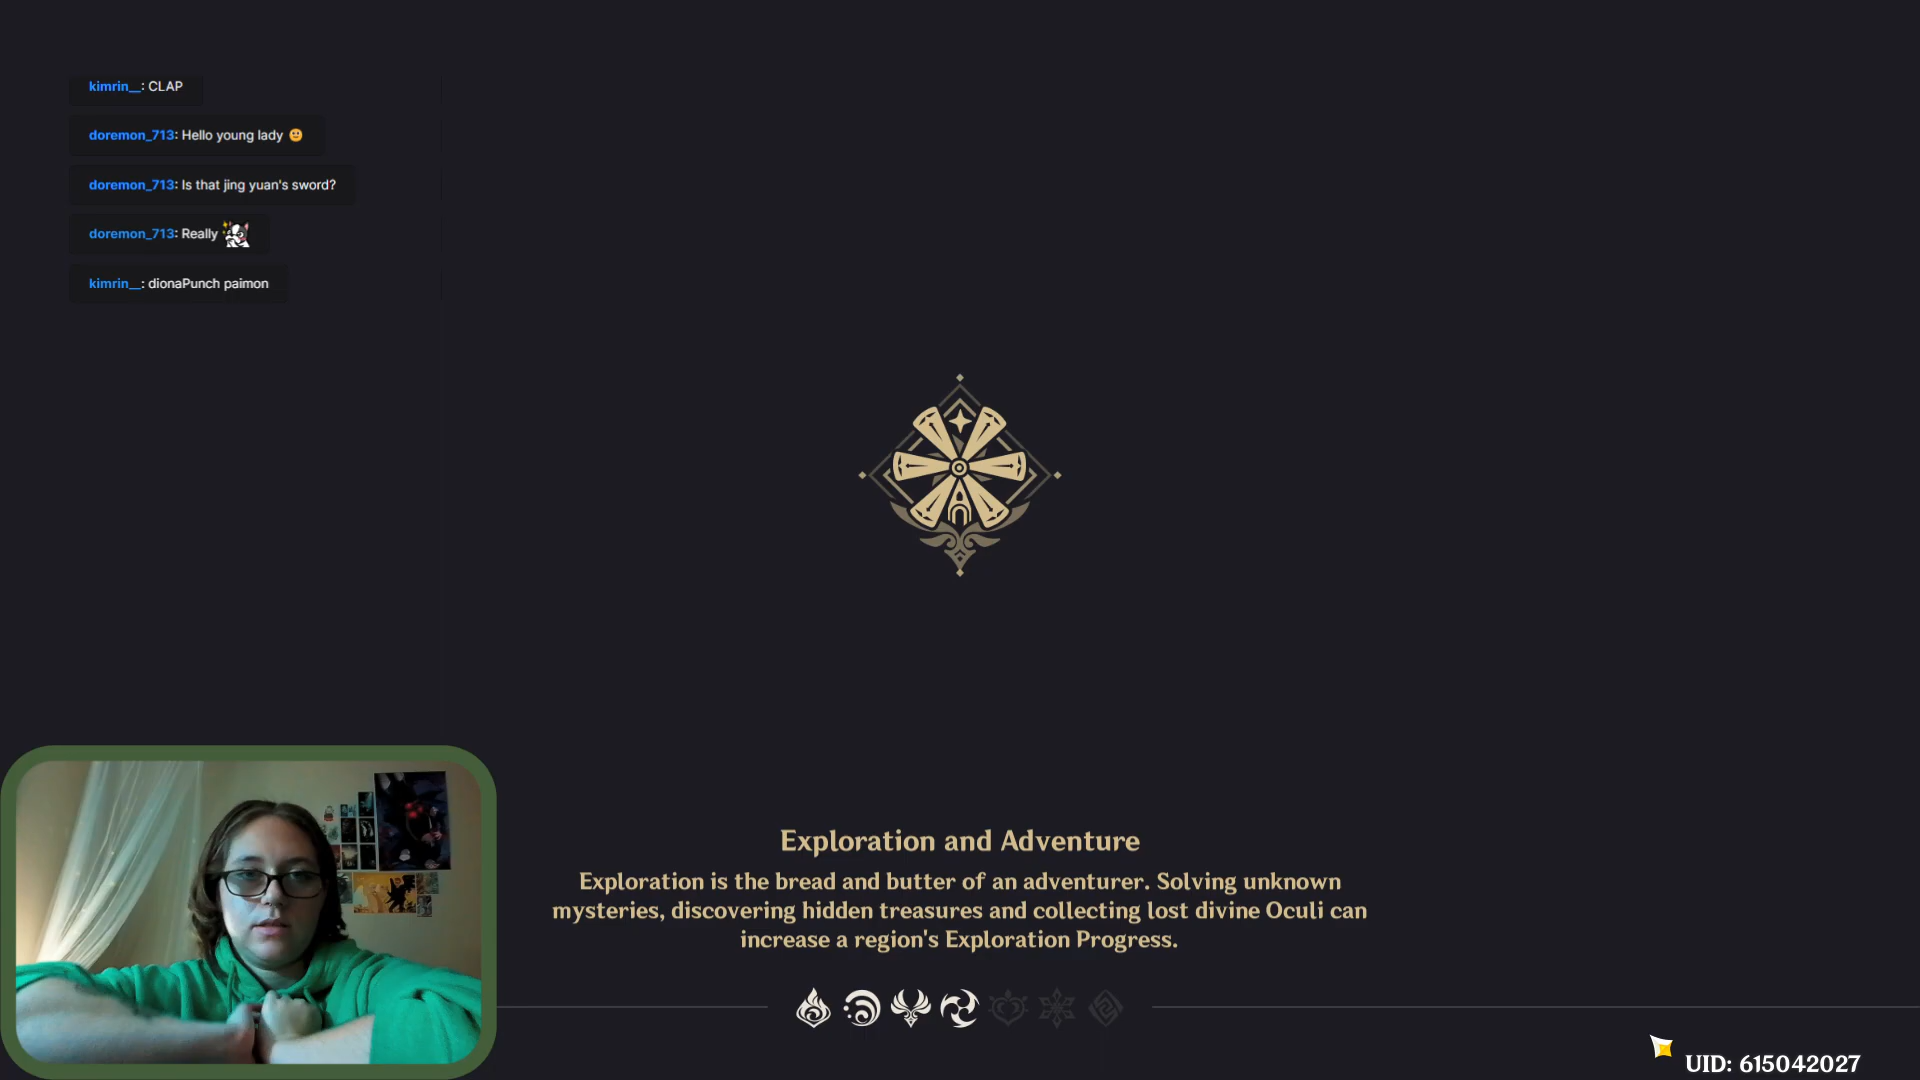 kimrin__: CLAP
doremon_713: Hello young lady 🙂
doremon_713: Is that jing yuan's sword?
doremon_713: Really
kimrin__: dionaPunch paimon
Exploration and Adventure
Exploration is the bread and butter of an adventurer. Solving unknown
mysteries, discovering hidden treasures and collecting lost divine Oculi can
increase a region's Exploration Progress.
UID: 615042027